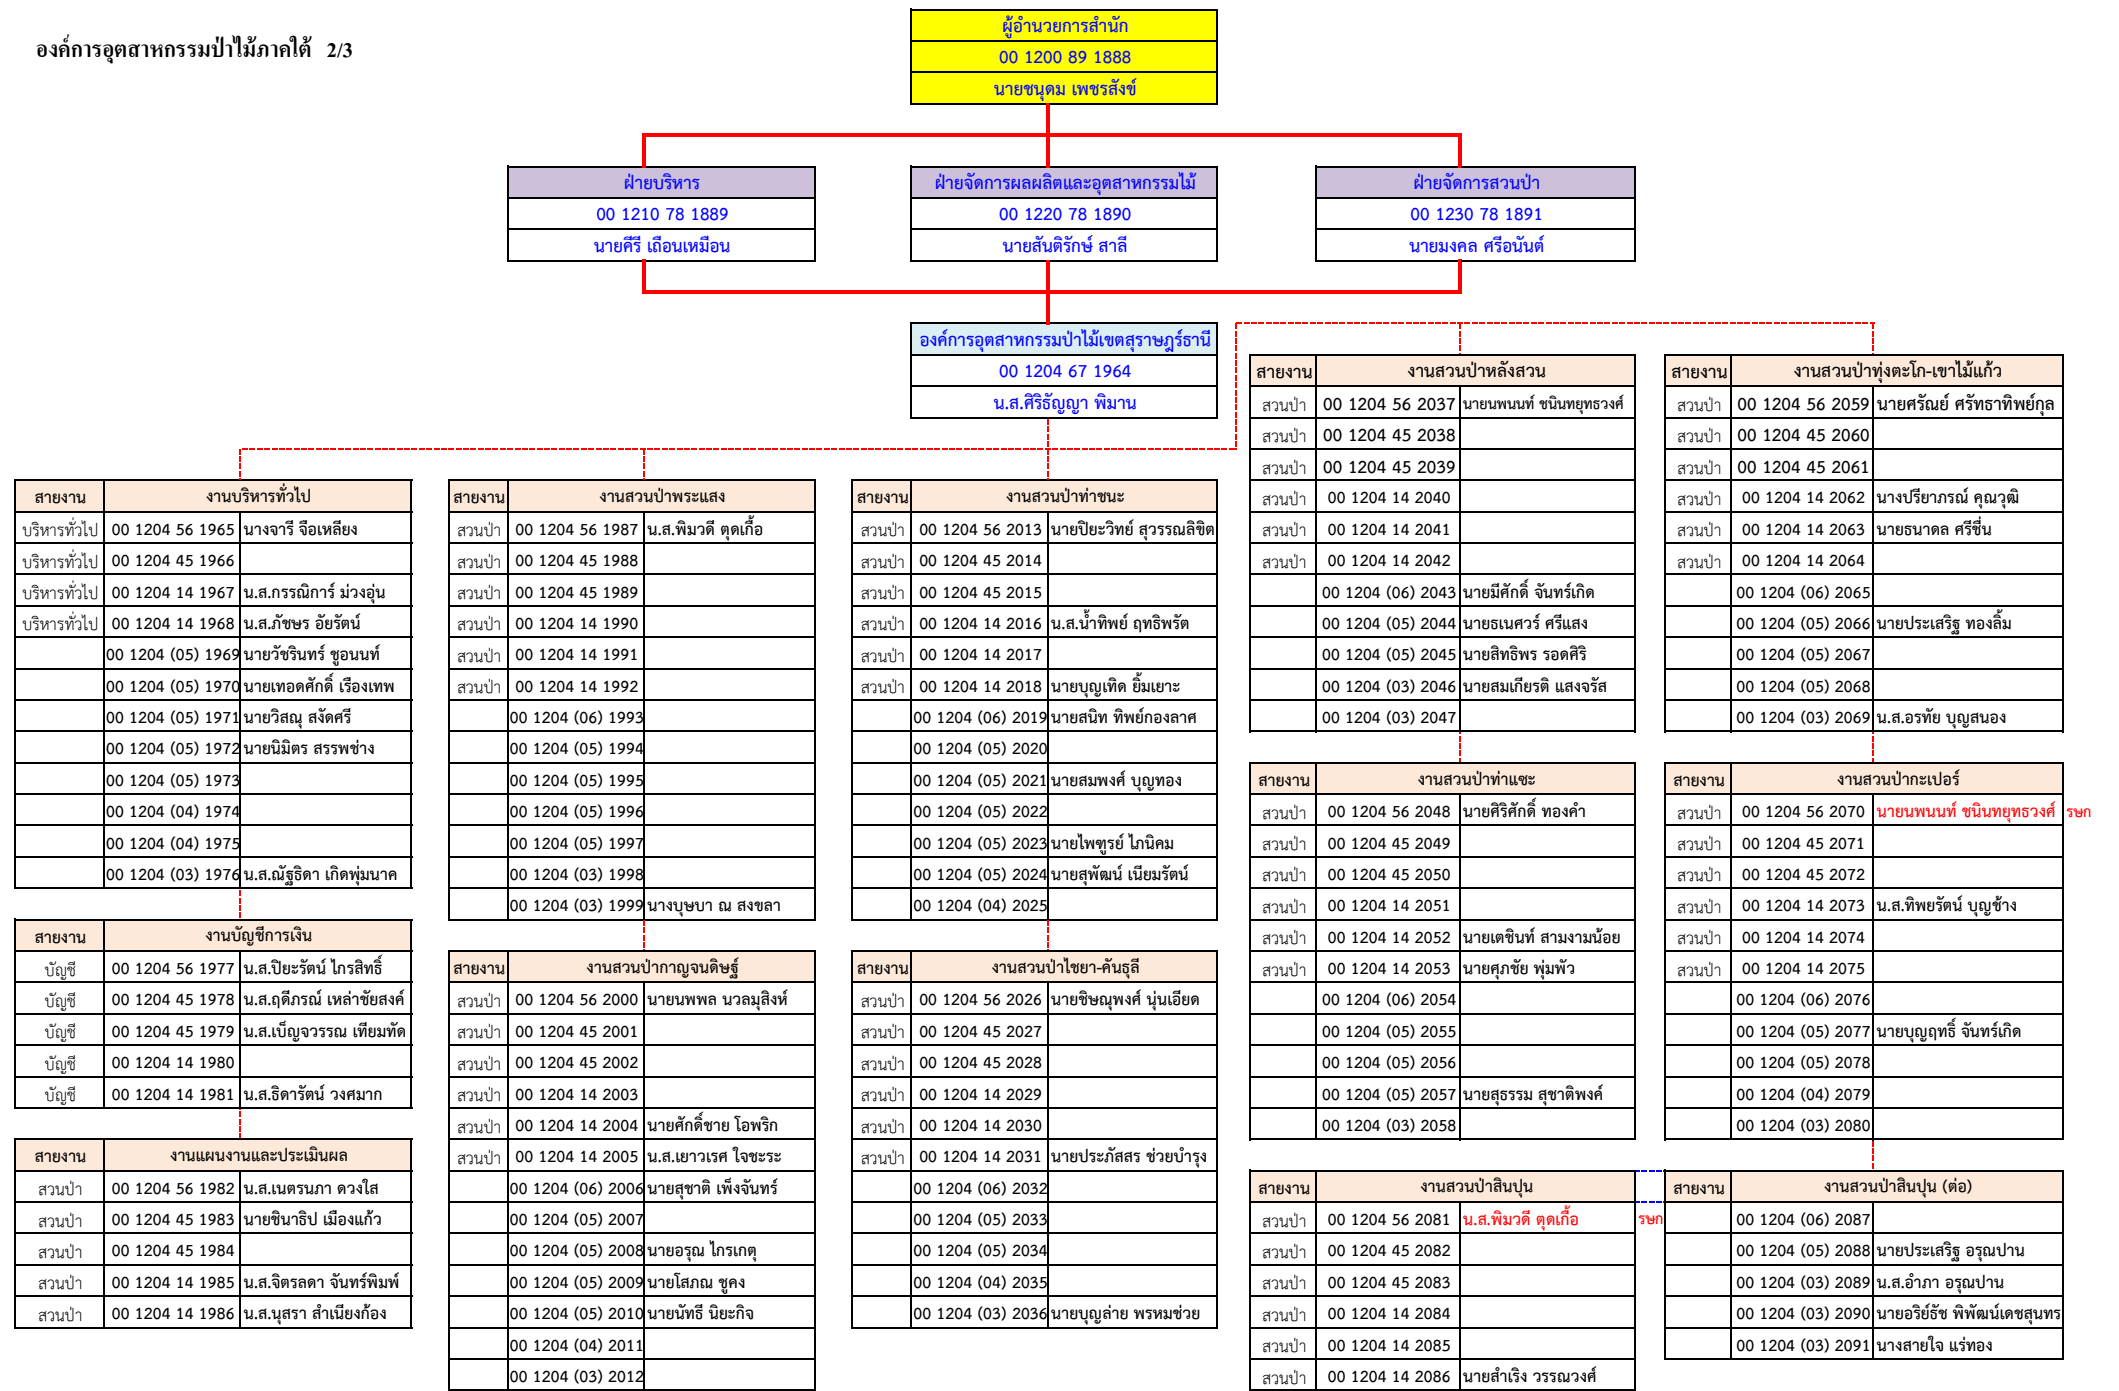 องค์การอุตสาหกรรมป่าไม้ภาคใต้ 2/3
ผู้อำนวยการสำนัก
00 1200 89 1888
นายชนุดม เพชรสังข์
ฝ่ายบริหาร
00 1210 78 1889
นายคีรี เถือนเหมือน
ฝ่ายจัดการผลผลิตและอุตสาหกรรมไม้
00 1220 78 1890
นายสันติรักษ์ สาลี
ฝ่ายจัดการสวนป่า
00 1230 78 1891
นายมงคล ศรีอนันต์
องค์การอุตสาหกรรมป่าไม้เขตสุราษฎร์ธานี
00 1204 67 1964
น.ส.ศิริธัญญา พิมาน
สายงาน งานบริหารทั่วไป
บริหารทั่วไป 00 1204 56 1965 นางจารี จือเหลียง
บริหารทั่วไป 00 1204 45 1966
บริหารทั่วไป 00 1204 14 1967 น.ส.กรรณิการ์ ม่วงอุ่น
บริหารทั่วไป 00 1204 14 1968 น.ส.ภัชษร อัยรัตน์
00 1204 (05) 1969 นายวัชรินทร์ ชูอนนท์
00 1204 (05) 1970 นายเทอดศักดิ์ เรืองเทพ
00 1204 (05) 1971 นายวิสณุ สงัดศรี
00 1204 (05) 1972 นายนิมิตร สรรพช่าง
00 1204 (05) 1973
00 1204 (04) 1974
00 1204 (04) 1975
00 1204 (03) 1976 น.ส.ณัฐธิดา เกิดพุ่มนาค
สายงาน งานบัญชีการเงิน
บัญชี 00 1204 56 1977 น.ส.ปิยะรัตน์ ไกรสิทธิ์
บัญชี 00 1204 45 1978 น.ส.ฤดีภรณ์ เหล่าชัยสงค์
บัญชี 00 1204 45 1979 น.ส.เบ็ญจวรรณ เทียมทัด
บัญชี 00 1204 14 1980
บัญชี 00 1204 14 1981 น.ส.ธิดารัตน์ วงศมาก
สายงาน งานแผนงานและประเมินผล
สวนป่า 00 1204 56 1982 น.ส.เนตรนภา ดวงใส
สวนป่า 00 1204 45 1983 นายชินาธิป เมืองแก้ว
สวนป่า 00 1204 45 1984
สวนป่า 00 1204 14 1985 น.ส.จิตรลดา จันทร์พิมพ์
สวนป่า 00 1204 14 1986 น.ส.นุสรา สำเนียงก้อง
สายงาน งานสวนป่าพระแสง
สวนป่า 00 1204 56 1987 น.ส.พิมวดี ตุดเกื้อ
สวนป่า 00 1204 45 1988
สวนป่า 00 1204 45 1989
สวนป่า 00 1204 14 1990
สวนป่า 00 1204 14 1991
สวนป่า 00 1204 14 1992
00 1204 (06) 1993
00 1204 (05) 1994
00 1204 (05) 1995
00 1204 (05) 1996
00 1204 (05) 1997
00 1204 (03) 1998
00 1204 (03) 1999 นางบุษบา ณ สงขลา
สายงาน งานสวนป่ากาญจนดิษฐ์
สวนป่า 00 1204 56 2000 นายนพพล นวลมุสิงห์
สวนป่า 00 1204 45 2001
สวนป่า 00 1204 45 2002
สวนป่า 00 1204 14 2003
สวนป่า 00 1204 14 2004 นายศักดิ์ชาย โอพริก
สวนป่า 00 1204 14 2005 น.ส.เยาวเรศ ใจชะระ
00 1204 (06) 2006 นายสุชาติ เพ็งจันทร์
00 1204 (05) 2007
00 1204 (05) 2008 นายอรุณ ไกรเกตุ
00 1204 (05) 2009 นายโสภณ ชูคง
00 1204 (05) 2010 นายนัทธี นิยะกิจ
00 1204 (04) 2011
00 1204 (03) 2012
สายงาน งานสวนป่าท่าชนะ
สวนป่า 00 1204 56 2013 นายปิยะวิทย์ สุวรรณลิขิต
สวนป่า 00 1204 45 2014
สวนป่า 00 1204 45 2015
สวนป่า 00 1204 14 2016 น.ส.น้ำทิพย์ ฤทธิพรัต
สวนป่า 00 1204 14 2017
สวนป่า 00 1204 14 2018 นายบุญเทิด ยิ้มเยาะ
00 1204 (06) 2019 นายสนิท ทิพย์กองลาศ
00 1204 (05) 2020
00 1204 (05) 2021 นายสมพงศ์ บุญทอง
00 1204 (05) 2022
00 1204 (05) 2023 นายไพฑูรย์ ไภนิคม
00 1204 (05) 2024 นายสุพัฒน์ เนียมรัตน์
00 1204 (04) 2025
สายงาน งานสวนป่าไชยา-คันธุลี
สวนป่า 00 1204 56 2026 นายชิษณุพงศ์ นุ่นเอียด
สวนป่า 00 1204 45 2027
สวนป่า 00 1204 45 2028
สวนป่า 00 1204 14 2029
สวนป่า 00 1204 14 2030
สวนป่า 00 1204 14 2031 นายประภัสสร ช่วยบำรุง
00 1204 (06) 2032
00 1204 (05) 2033
00 1204 (05) 2034
00 1204 (04) 2035
00 1204 (03) 2036 นายบุญล่าย พรหมช่วย
สายงาน งานสวนป่าหลังสวน
สวนป่า 00 1204 56 2037 นายนพนนท์ ชนินทยุทธวงศ์
สวนป่า 00 1204 45 2038
สวนป่า 00 1204 45 2039
สวนป่า 00 1204 14 2040
สวนป่า 00 1204 14 2041
สวนป่า 00 1204 14 2042
00 1204 (06) 2043 นายมีศักดิ์ จันทร์เกิด
00 1204 (05) 2044 นายธเนศวร์ ศรีแสง
00 1204 (05) 2045 นายสิทธิพร รอดศิริ
00 1204 (03) 2046 นายสมเกียรติ แสงจรัส
00 1204 (03) 2047
สายงาน งานสวนป่าท่าแซะ
สวนป่า 00 1204 56 2048 นายศิริศักดิ์ ทองคำ
สวนป่า 00 1204 45 2049
สวนป่า 00 1204 45 2050
สวนป่า 00 1204 14 2051
สวนป่า 00 1204 14 2052 นายเตชินท์ สามงามน้อย
สวนป่า 00 1204 14 2053 นายศุภชัย พุ่มพัว
00 1204 (06) 2054
00 1204 (05) 2055
00 1204 (05) 2056
00 1204 (05) 2057 นายสุธรรม สุชาติพงค์
00 1204 (03) 2058
สายงาน งานสวนป่าสินปุน
สวนป่า 00 1204 56 2081 น.ส.พิมวดี ตุดเกื้อ รษก
สวนป่า 00 1204 45 2082
สวนป่า 00 1204 45 2083
สวนป่า 00 1204 14 2084
สวนป่า 00 1204 14 2085
สวนป่า 00 1204 14 2086 นายสำเริง วรรณวงศ์
สายงาน งานสวนป่าทุ่งตะโก-เขาไม้แก้ว
สวนป่า 00 1204 56 2059 นายศรัณย์ ศรัทธาทิพย์กุล
สวนป่า 00 1204 45 2060
สวนป่า 00 1204 45 2061
สวนป่า 00 1204 14 2062 นางปรียาภรณ์ คุณวุฒิ
สวนป่า 00 1204 14 2063 นายธนาดล ศรีชื่น
สวนป่า 00 1204 14 2064
00 1204 (06) 2065
00 1204 (05) 2066 นายประเสริฐ ทองลิ้ม
00 1204 (05) 2067
00 1204 (05) 2068
00 1204 (03) 2069 น.ส.อรทัย บุญสนอง
สายงาน งานสวนป่ากะเปอร์
สวนป่า 00 1204 56 2070 นายนพนนท์ ชนินทยุทธวงศ์ รษก
สวนป่า 00 1204 45 2071
สวนป่า 00 1204 45 2072
สวนป่า 00 1204 14 2073 น.ส.ทิพยรัตน์ บุญช้าง
สวนป่า 00 1204 14 2074
สวนป่า 00 1204 14 2075
00 1204 (06) 2076
00 1204 (05) 2077 นายบุญฤทธิ์ จันทร์เกิด
00 1204 (05) 2078
00 1204 (04) 2079
00 1204 (03) 2080
สายงาน งานสวนป่าสินปุน (ต่อ)
00 1204 (06) 2087
00 1204 (05) 2088 นายประเสริฐ อรุณปาน
00 1204 (03) 2089 น.ส.อำภา อรุณปาน
00 1204 (03) 2090 นายอริย์ธัช พิพัฒน์เดชสุนทร
00 1204 (03) 2091 นางสายใจ แร่ทอง